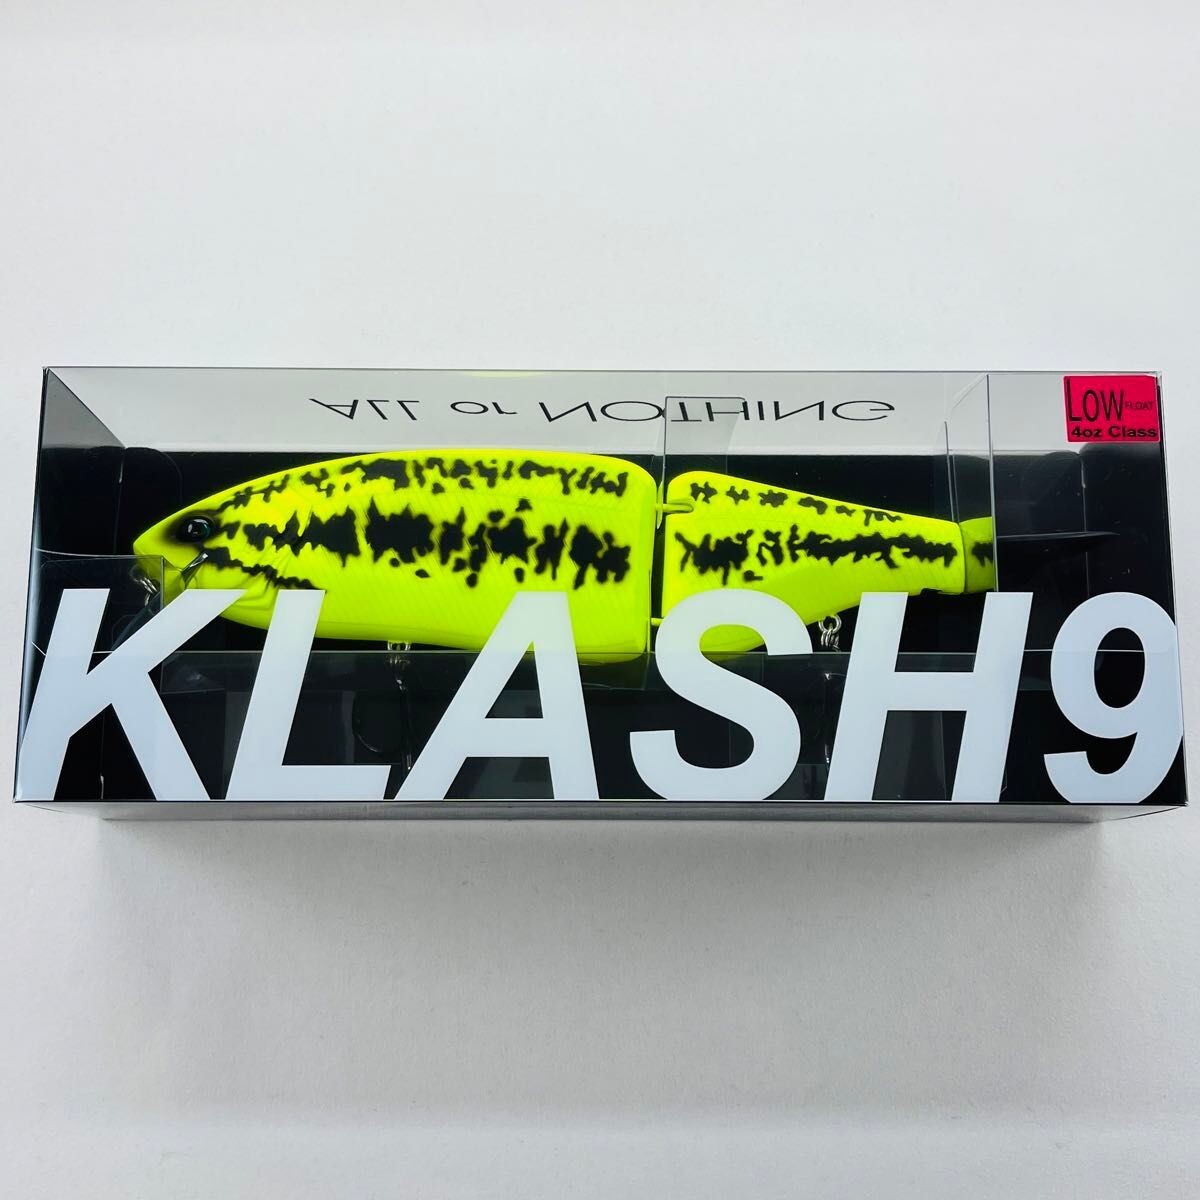 ALL or NOTHING
LOW FLOAT
4oz Class
KLASH9